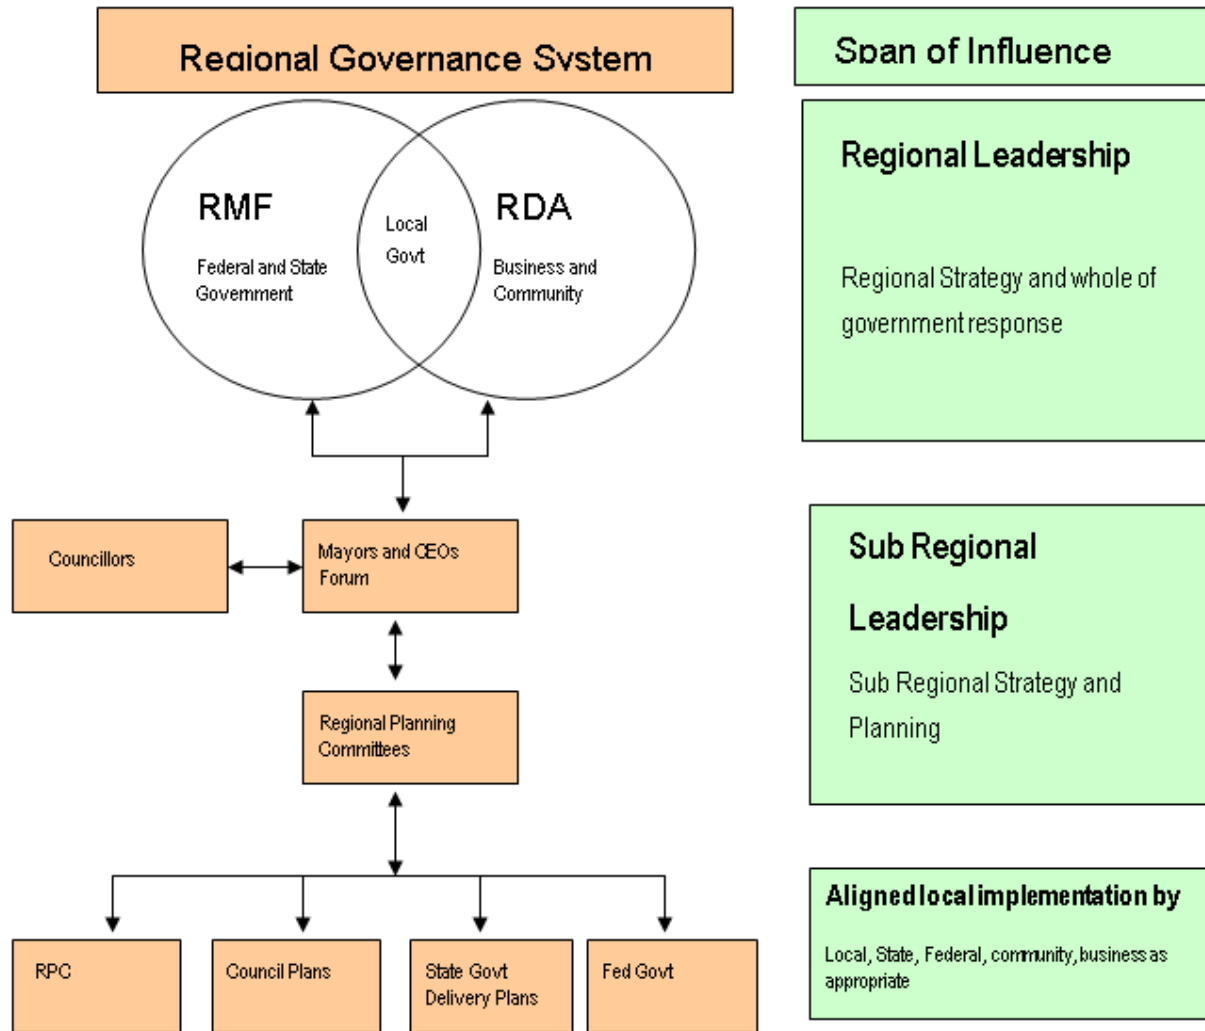 Regional Governance System
Span of Influence
RMF
Federal and State
Government
Local
Govt
RDA
Business and
Community
Regional Leadership
Regional Strategy and whole of
government response
Councillors
Mayors and CEOs
Forum
Regional Planning
Committees
Sub Regional
Leadership
Sub Regional Strategy and
Planning
RPC
Council Plans
State Govt
Delivery Plans
Fed Govt
Aligned local implementation by
Local, State, Federal, community, business as
appropriate